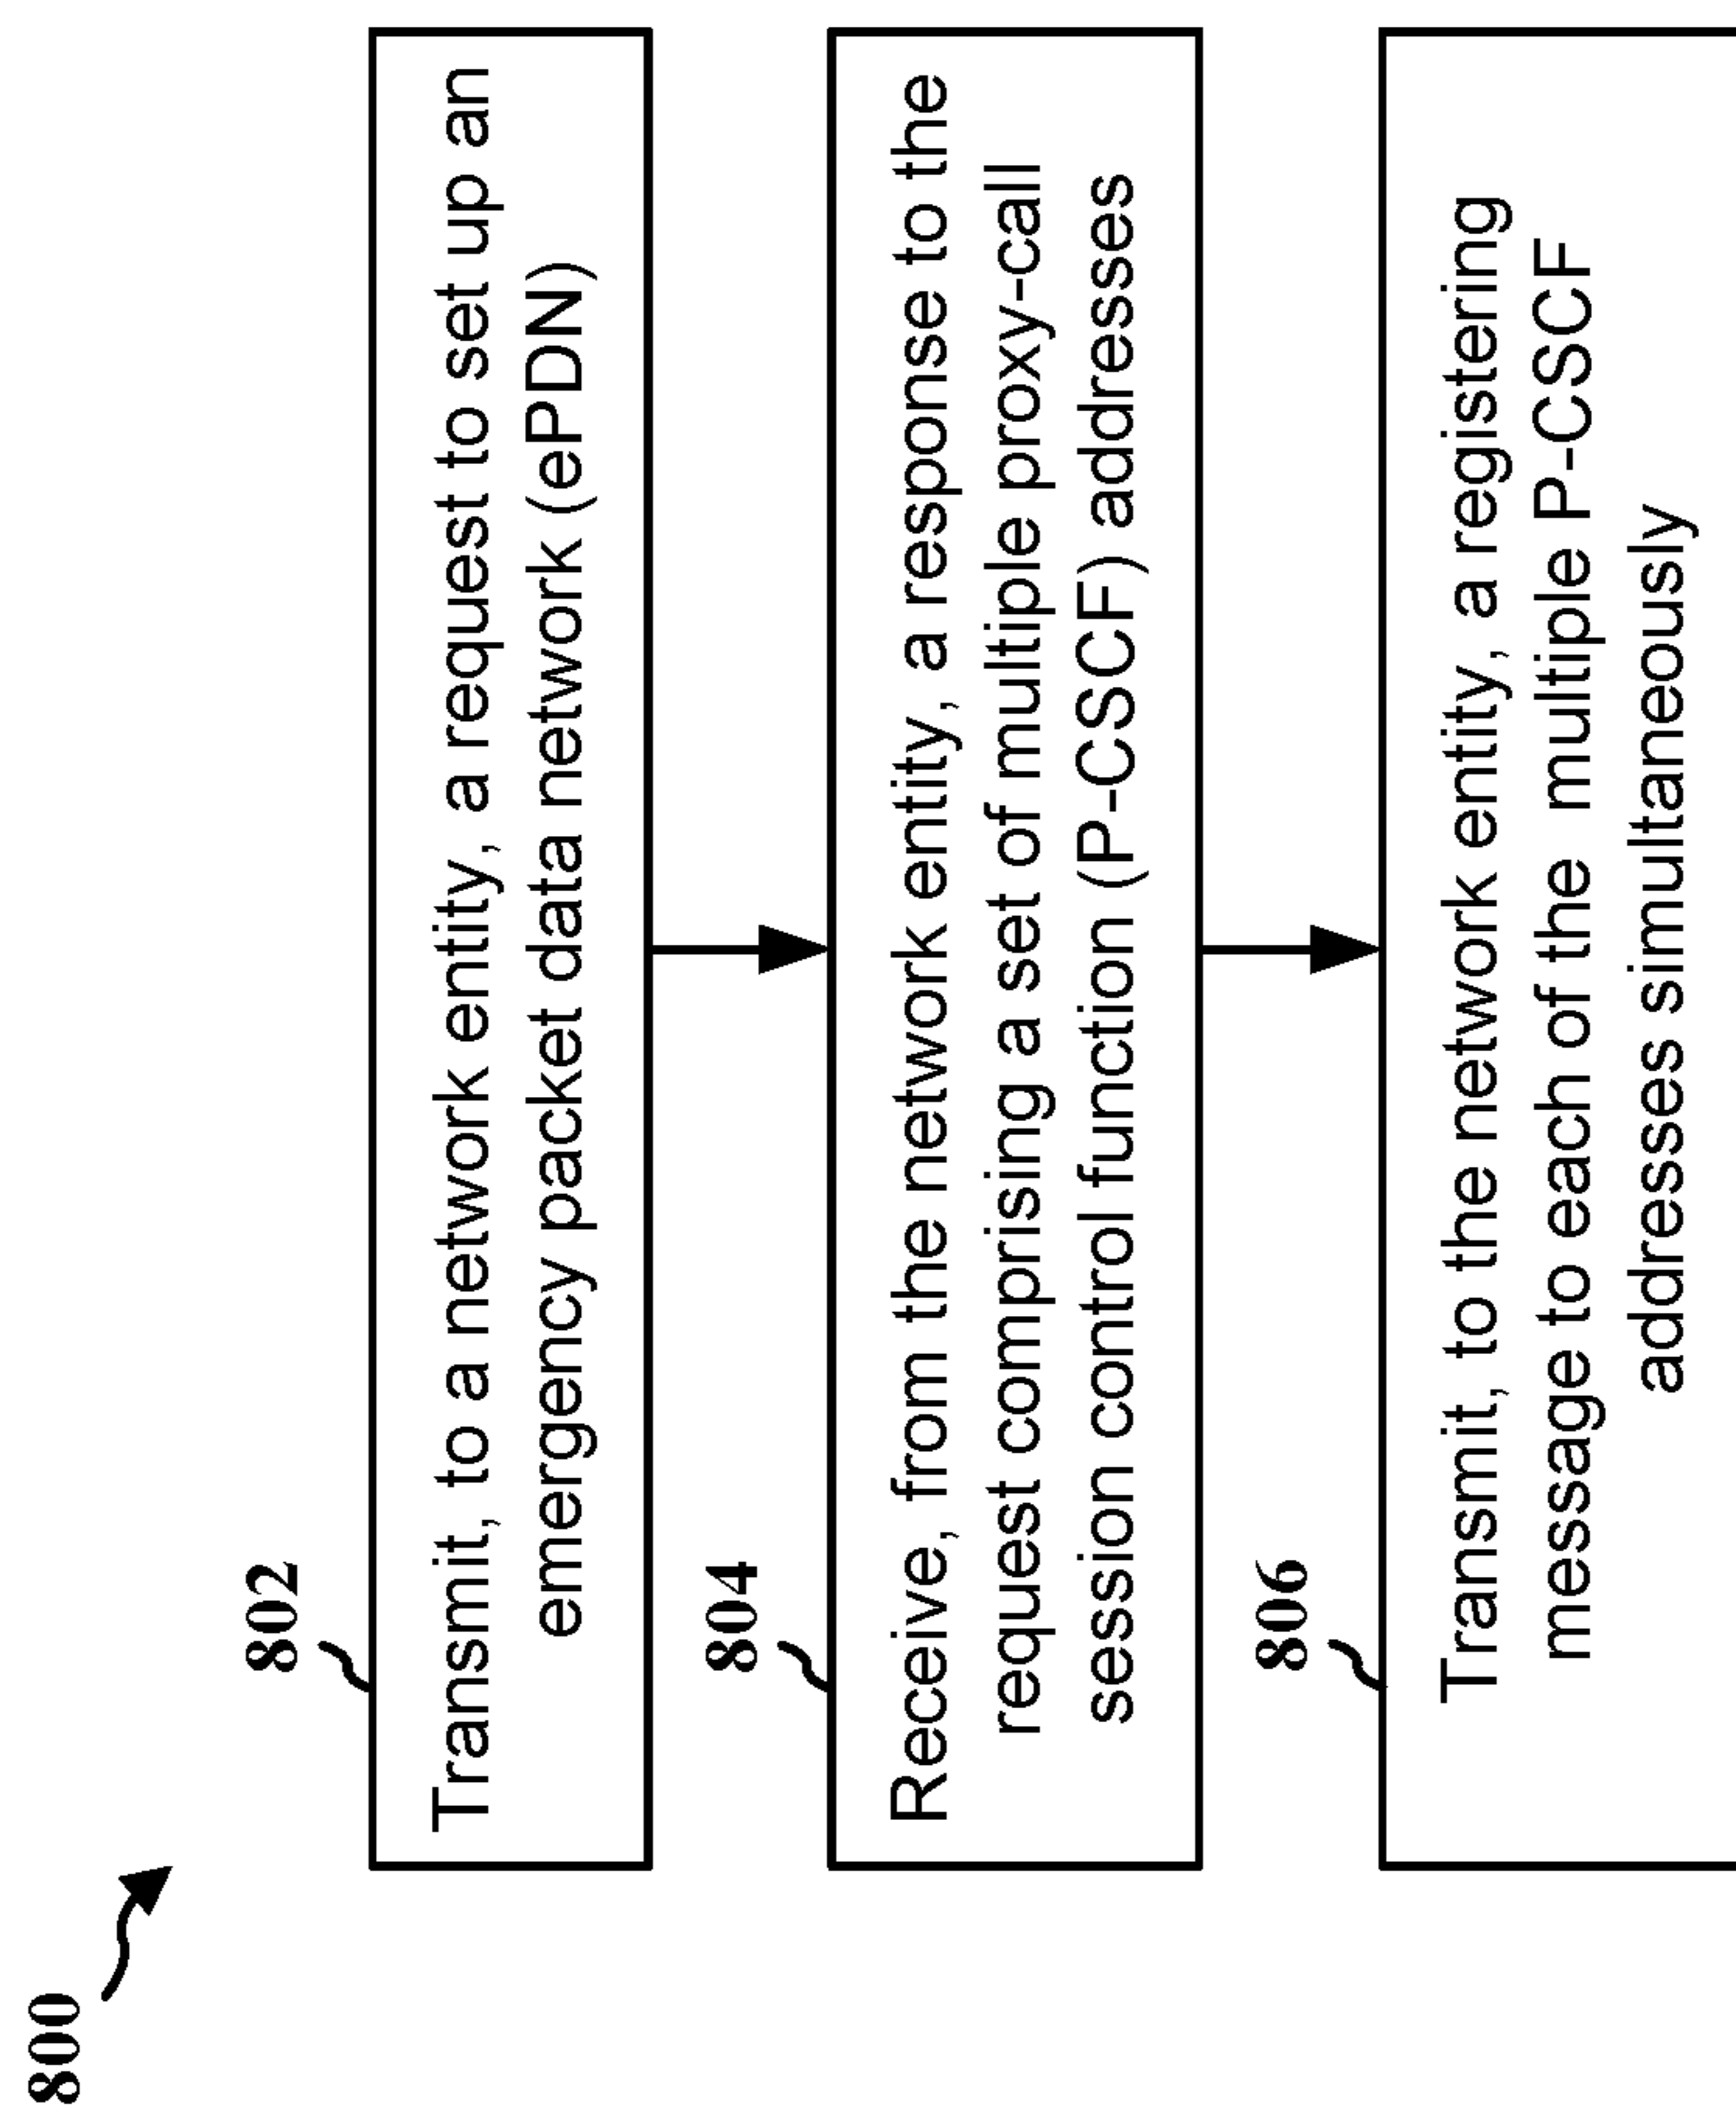 800
802
Transmit, to a network entity, a request to set up an
emergency packet data network (ePDN)
804
Receive, from the network entity, a response to the
request comprising a set of multiple proxy-call
session control function (P-CSCF) addresses
806
Transmit, to the network entity, a registering
message to each of the multiple P-CSCF
addresses simultaneously